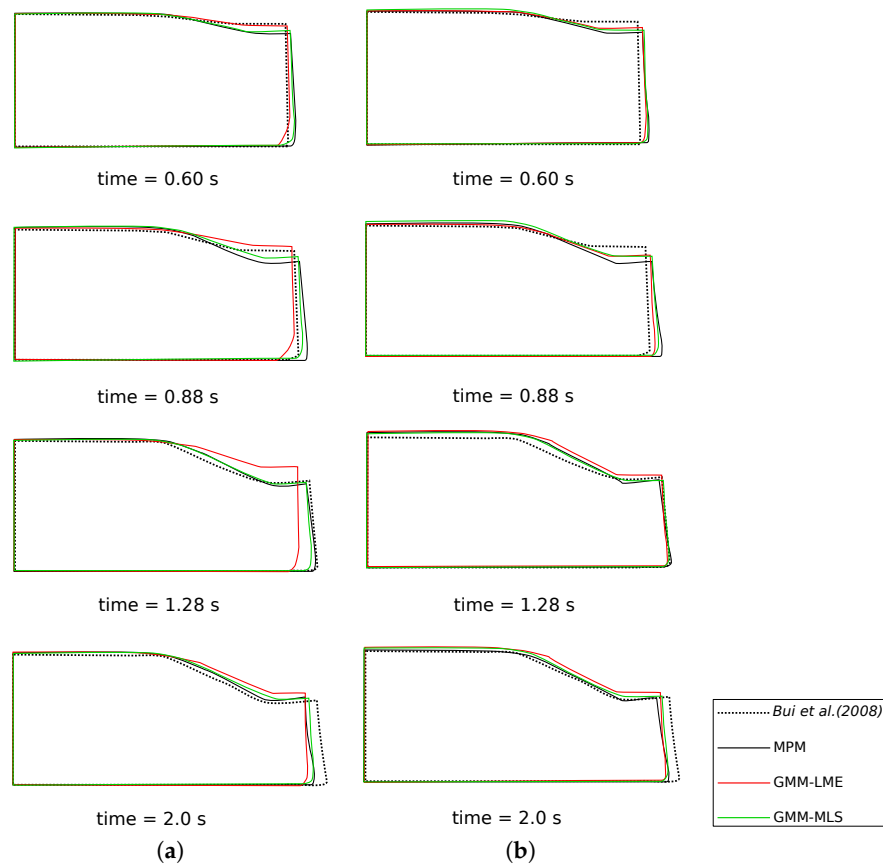 time = 0.60 s
time = 0.60 s
time = 0.88 s
time = 0.88 s
time = 1.28 s
time = 1.28 s
time = 2.0 s
time = 2.0 s
Bui et al.(2008)
MPM
GMM-LME
GMM-MLS
(a)
(b)